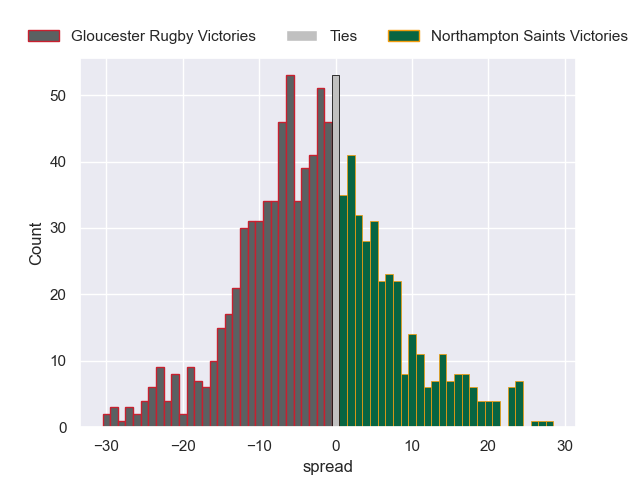 Gloucester Rugby Victories Ties Northampton Saints Victories
50
40
30
20
10
0
Count
−30 −20 −10 0 10 20 30
spread